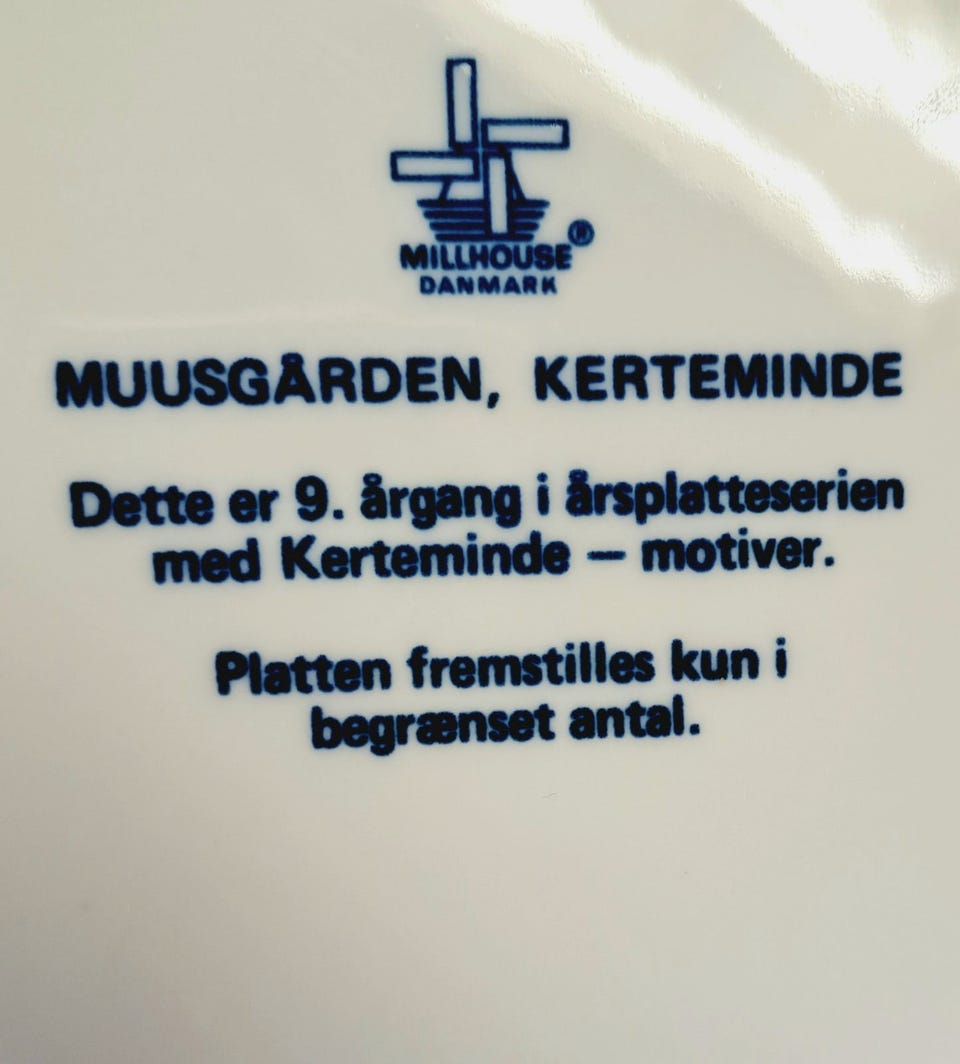 MILLHOUSE®
DANMARK
MUUSGÅRDEN, KERTEMINDE
Dette er 9. årgang i årsplatteserien
med Kerteminde – motiver.
Platten fremstilles kun i
begrænset antal.